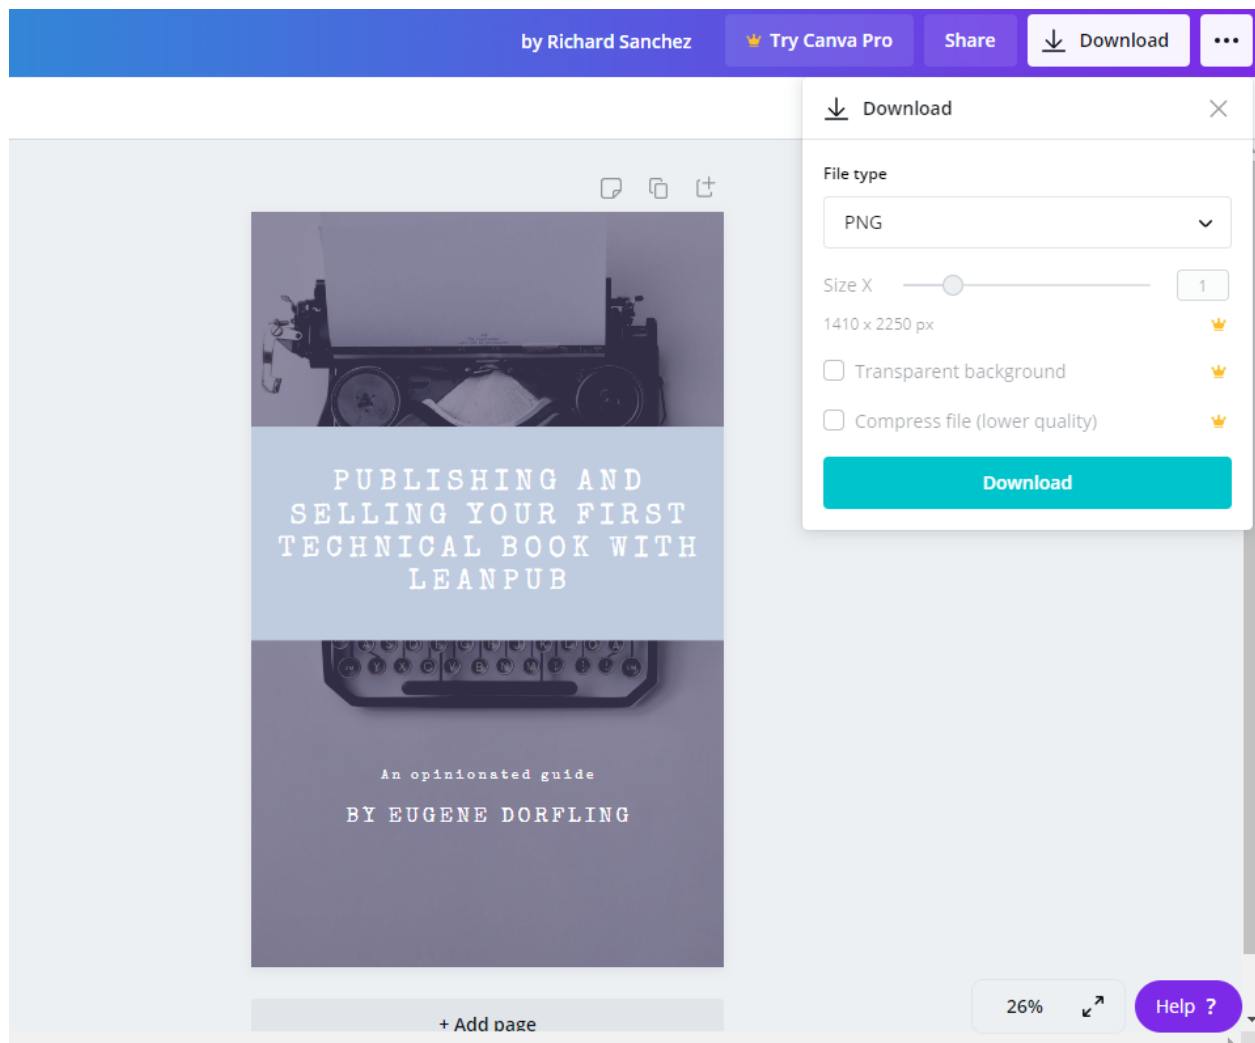 by Richard Sanchez
Try Canva Pro
Share
Download
Download
File type
PNG
Size X
1
1410 x 2250 px
Transparent background
Compress file (lower quality)
Download
PUBLISHING AND
SELLING YOUR FIRST
TECHNICAL BOOK WITH
LEANPUB
An opinionated guide
BY EUGENE DORFLING
+ Add page
26%
Help ?